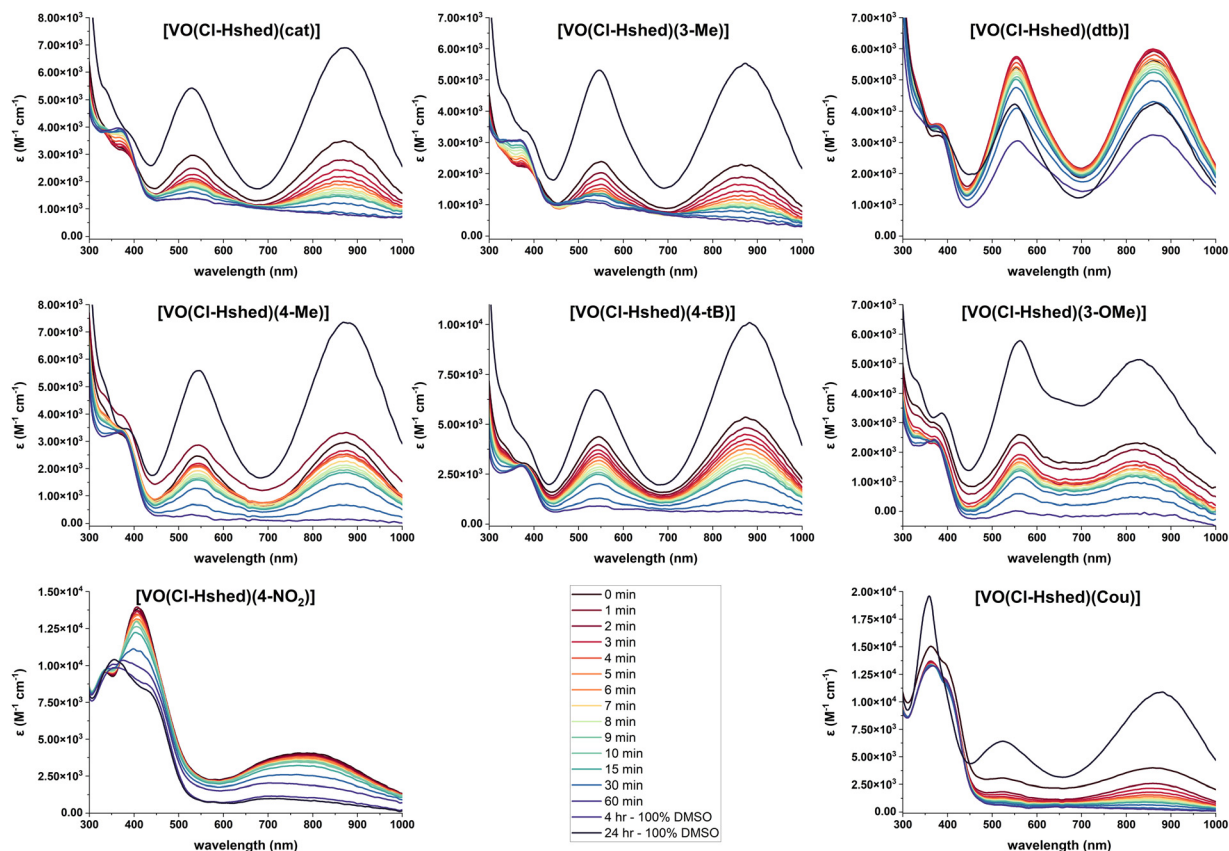 [VO(Cl-Hshed)(cat)]
8.00×10³
7.00×10³
6.00×10³
5.00×10³
4.00×10³
3.00×10³
2.00×10³
1.00×10³
0.00
ε (M⁻¹ cm⁻¹)
300 400 500 600 700 800 900 1000
wavelength (nm)
[VO(Cl-Hshed)(3-Me)]
7.00×10³
6.00×10³
5.00×10³
4.00×10³
3.00×10³
2.00×10³
1.00×10³
0.00
ε (M⁻¹ cm⁻¹)
300 400 500 600 700 800 900 1000
wavelength (nm)
[VO(Cl-Hshed)(dtb)]
7.00×10³
6.00×10³
5.00×10³
4.00×10³
3.00×10³
2.00×10³
1.00×10³
0.00
ε (M⁻¹ cm⁻¹)
300 400 500 600 700 800 900 1000
wavelength (nm)
[VO(Cl-Hshed)(4-Me)]
8.00×10³
7.00×10³
6.00×10³
5.00×10³
4.00×10³
3.00×10³
2.00×10³
1.00×10³
0.00
ε (M⁻¹ cm⁻¹)
300 400 500 600 700 800 900 1000
wavelength (nm)
[VO(Cl-Hshed)(4-tB)]
1.00×10⁴
7.50×10³
5.00×10³
2.50×10³
0.00
ε (M⁻¹ cm⁻¹)
300 400 500 600 700 800 900 1000
wavelength (nm)
[VO(Cl-Hshed)(3-OMe)]
7.00×10³
6.00×10³
5.00×10³
4.00×10³
3.00×10³
2.00×10³
1.00×10³
0.00
ε (M⁻¹ cm⁻¹)
300 400 500 600 700 800 900 1000
wavelength (nm)
[VO(Cl-Hshed)(4-NO₂)]
1.50×10⁴
1.25×10⁴
1.00×10⁴
7.50×10³
5.00×10³
2.50×10³
0.00
ε (M⁻¹ cm⁻¹)
300 400 500 600 700 800 900 1000
wavelength (nm)
0 min
1 min
2 min
3 min
4 min
5 min
6 min
7 min
8 min
9 min
10 min
15 min
30 min
60 min
4 hr - 100% DMSO
24 hr - 100% DMSO
[VO(Cl-Hshed)(Cou)]
2.00×10⁴
1.75×10⁴
1.50×10⁴
1.25×10⁴
1.00×10⁴
7.50×10³
5.00×10³
2.50×10³
0.00
ε (M⁻¹ cm⁻¹)
300 400 500 600 700 800 900 1000
wavelength (nm)